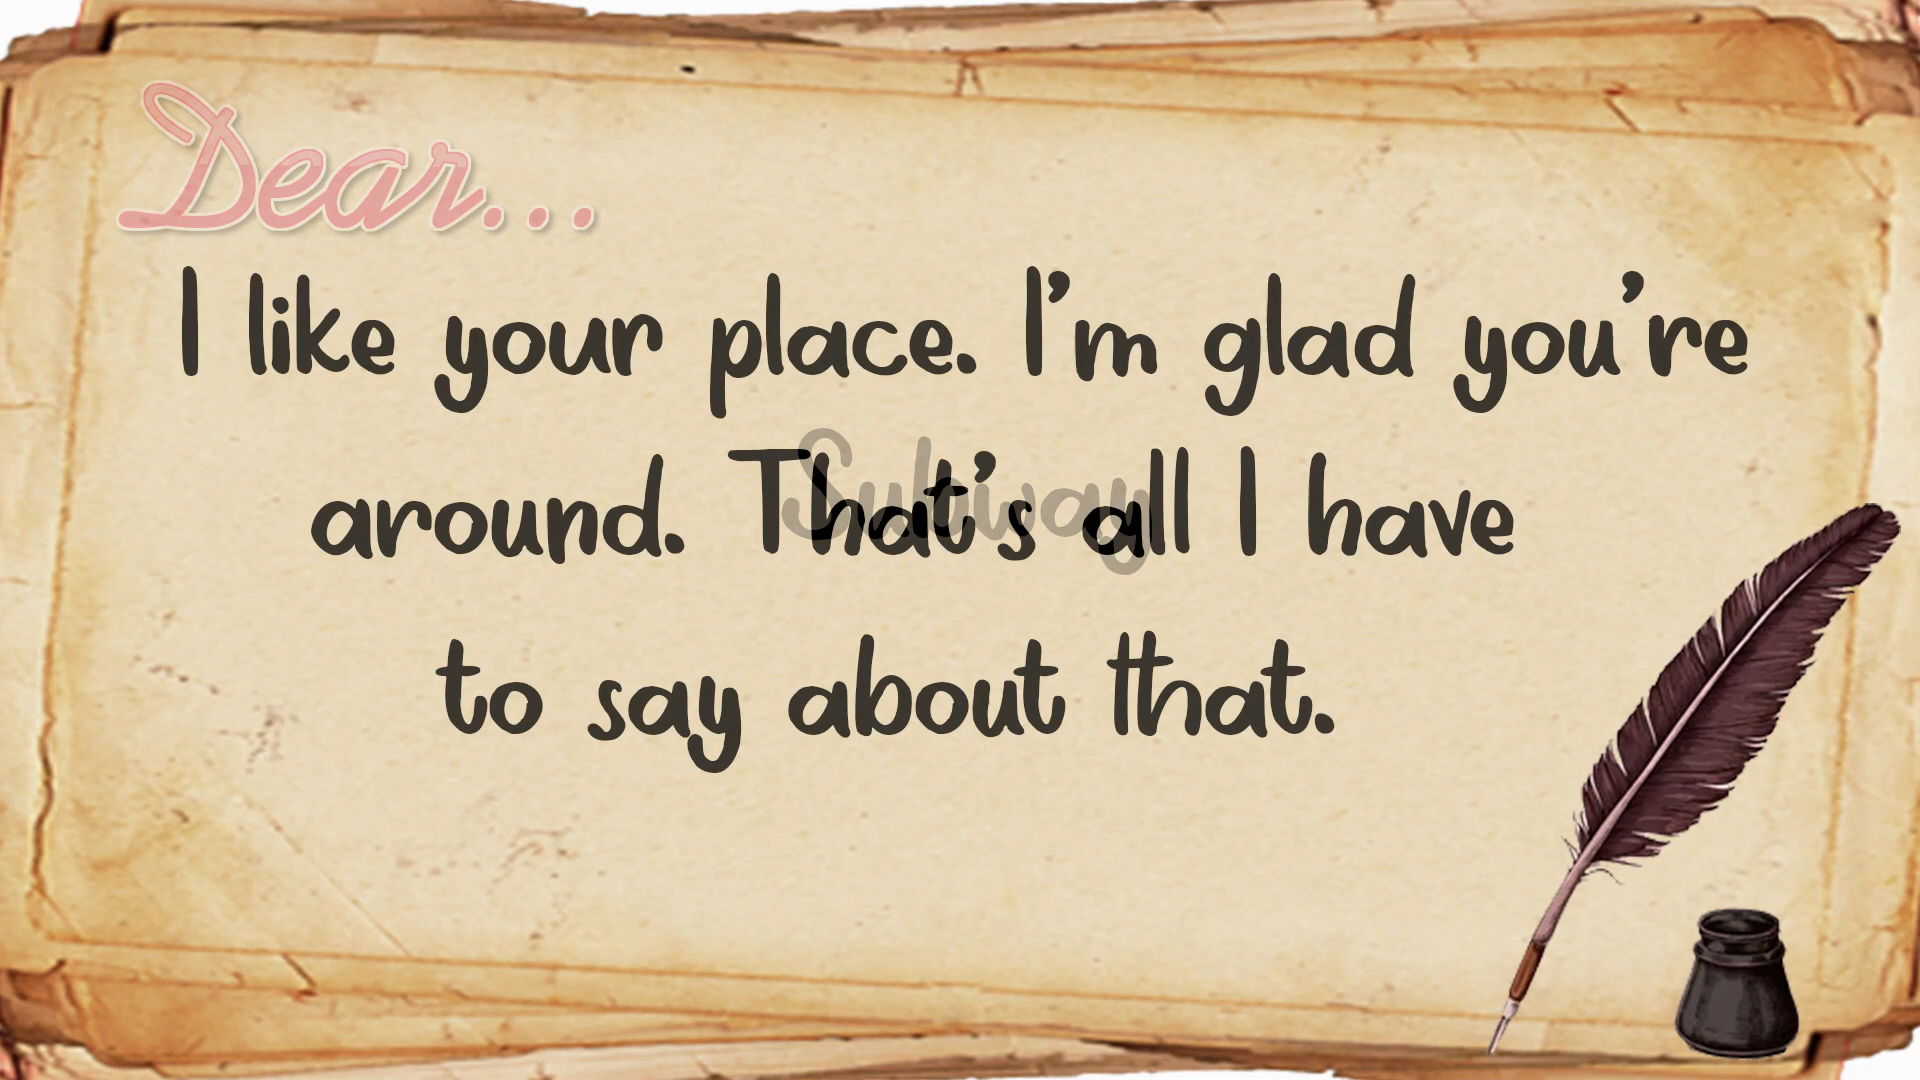 Dear...
I like your place. I'm glad you're
around. That's all I have
to say about that.